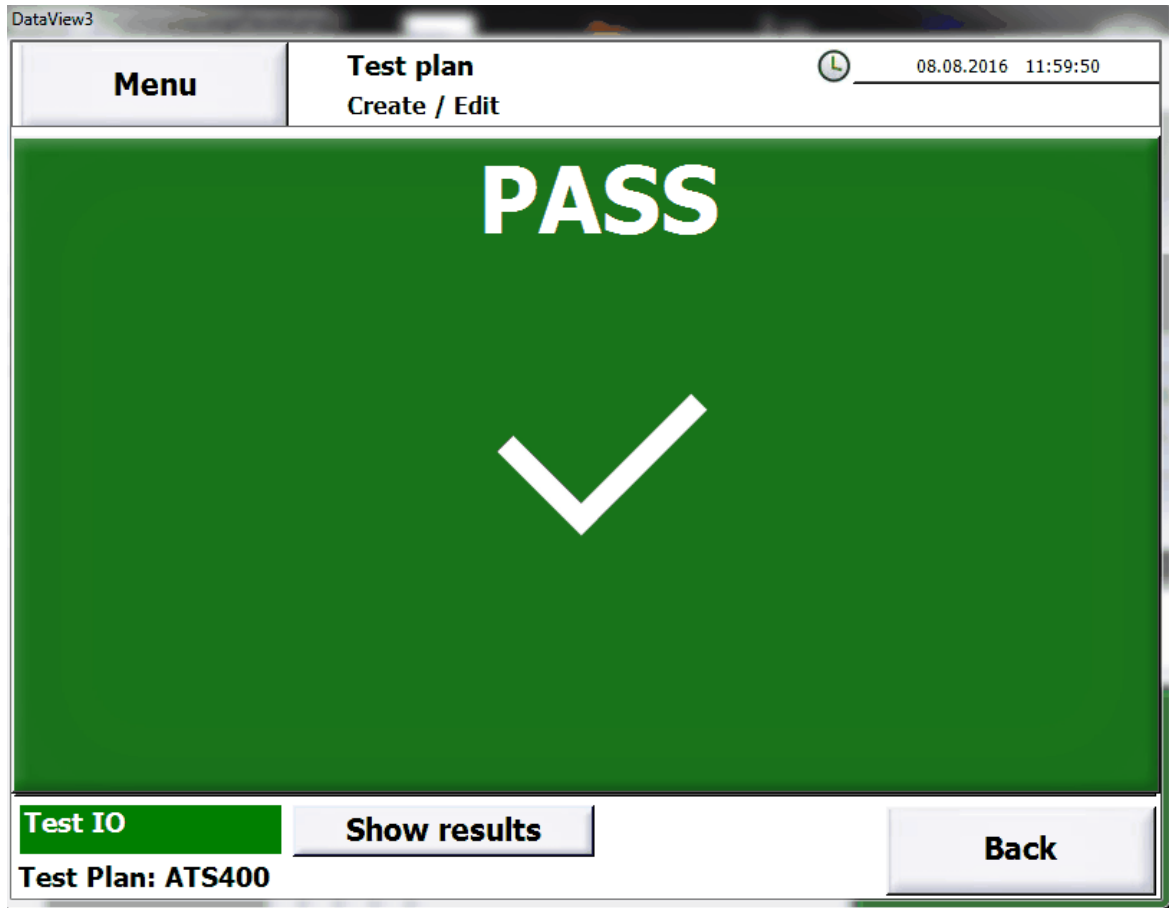 DataView3
Menu
Test plan
Create / Edit
08.08.2016 11:59:50
PASS
Test IO
Show results
Back
Test Plan: ATS400